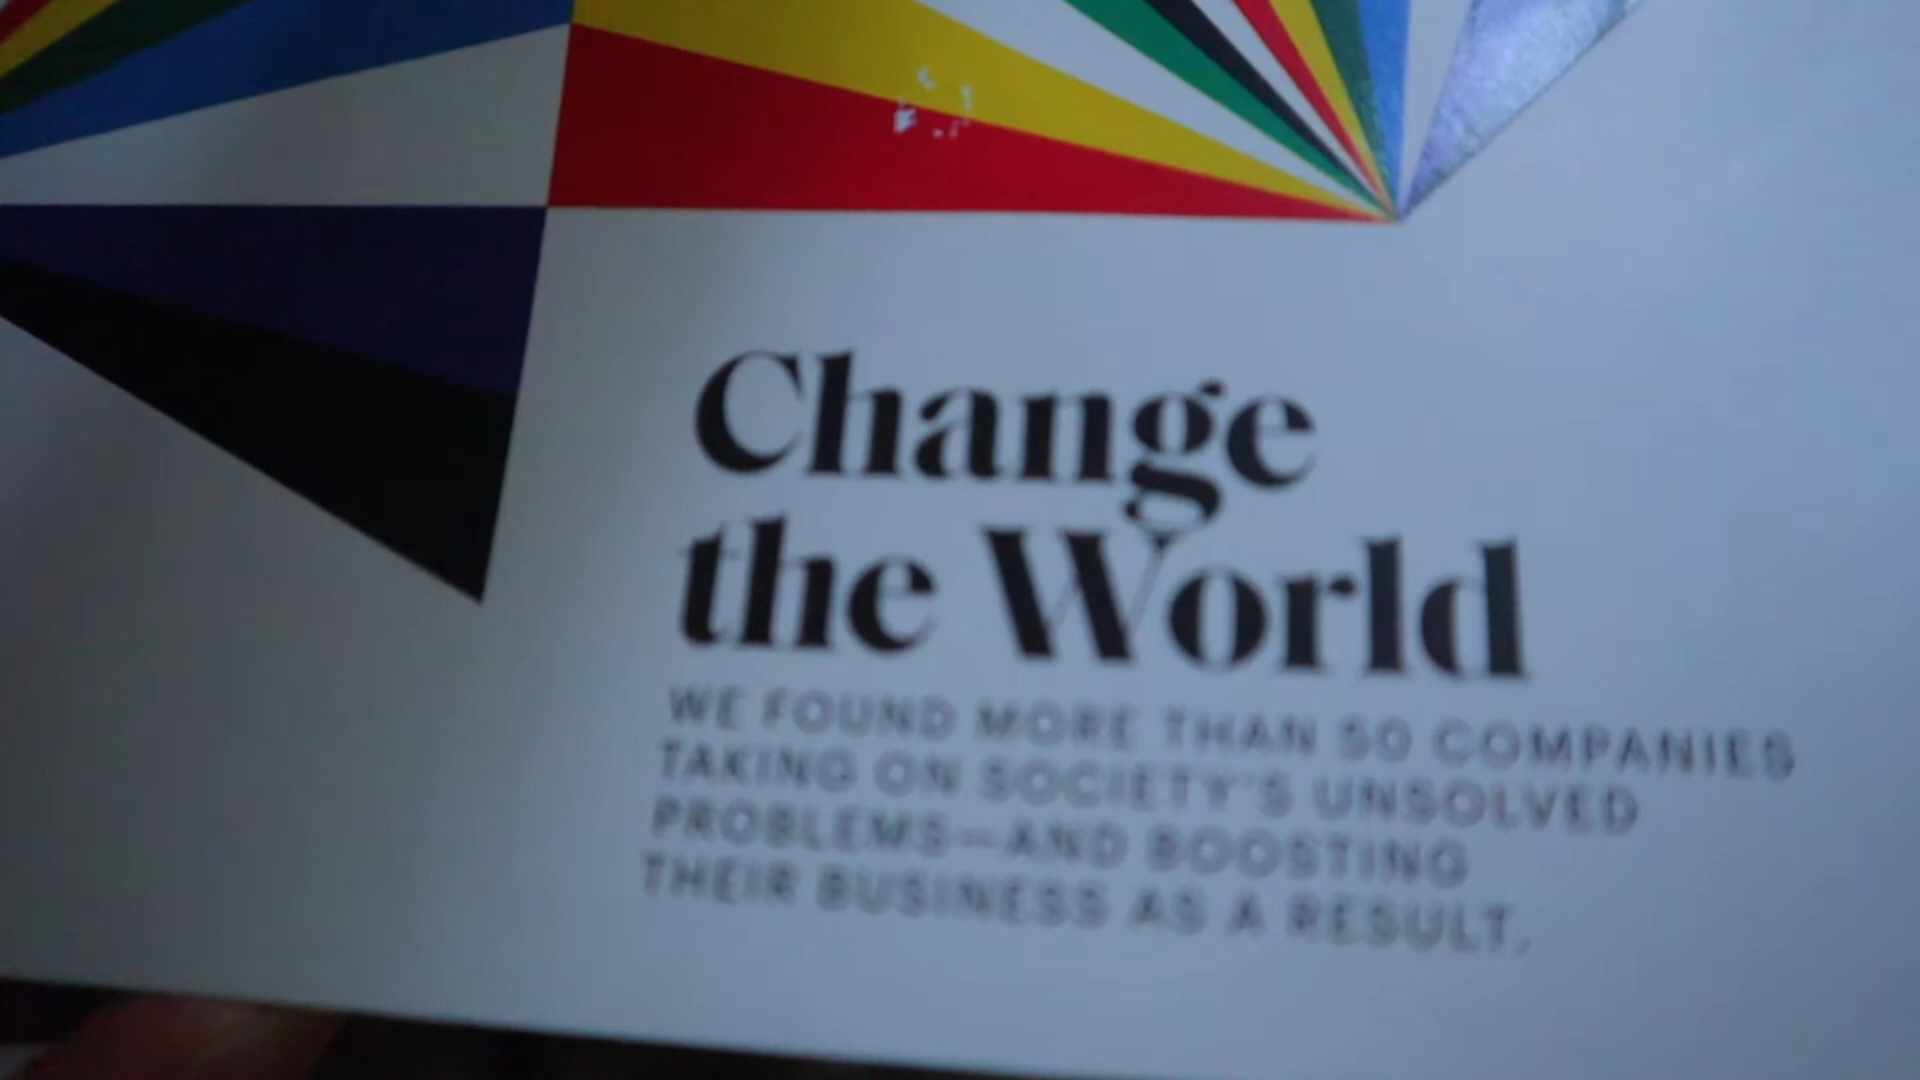 Change
the World
WE FOUND MORE THAN 50 COMPANIES
TAKING ON SOCIETY'S UNSOLVED
PROBLEMS—AND BOOSTING
THEIR BUSINESS AS A RESULT.